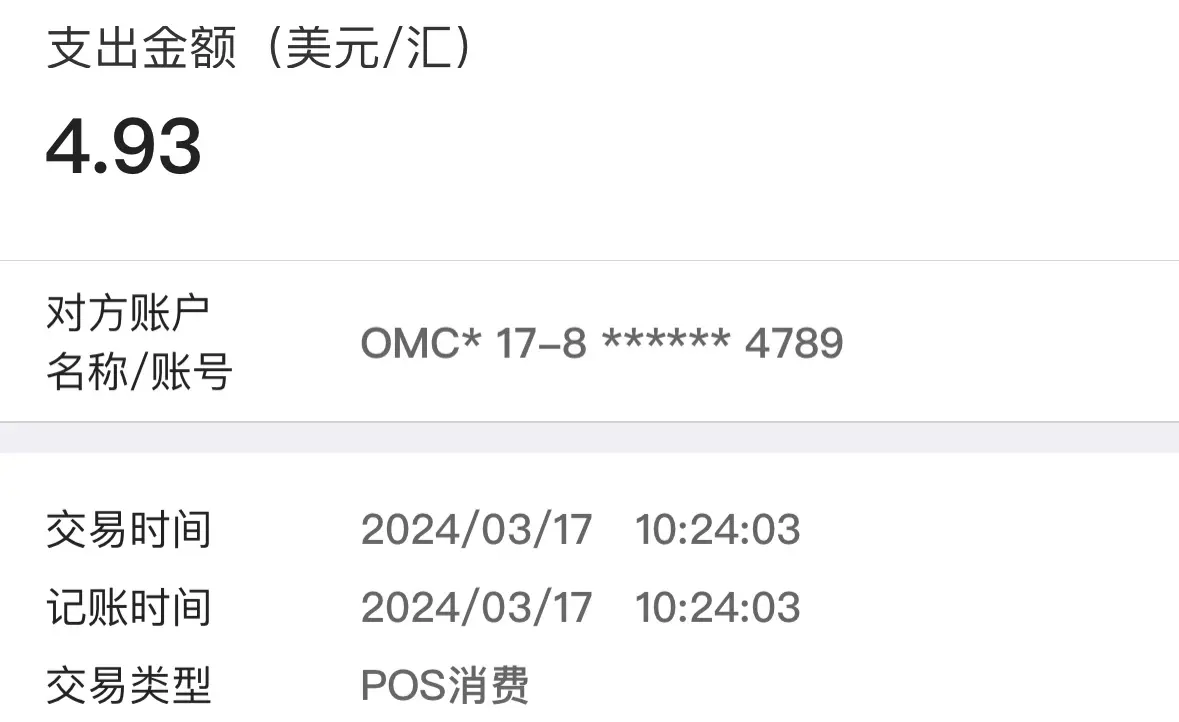 支出金额（美元/汇）
4.93
对方账户
名称/账号
OMC* 17-8 ****** 4789
交易时间 2024/03/17 10:24:03
记账时间 2024/03/17 10:24:03
交易类型 POS消费